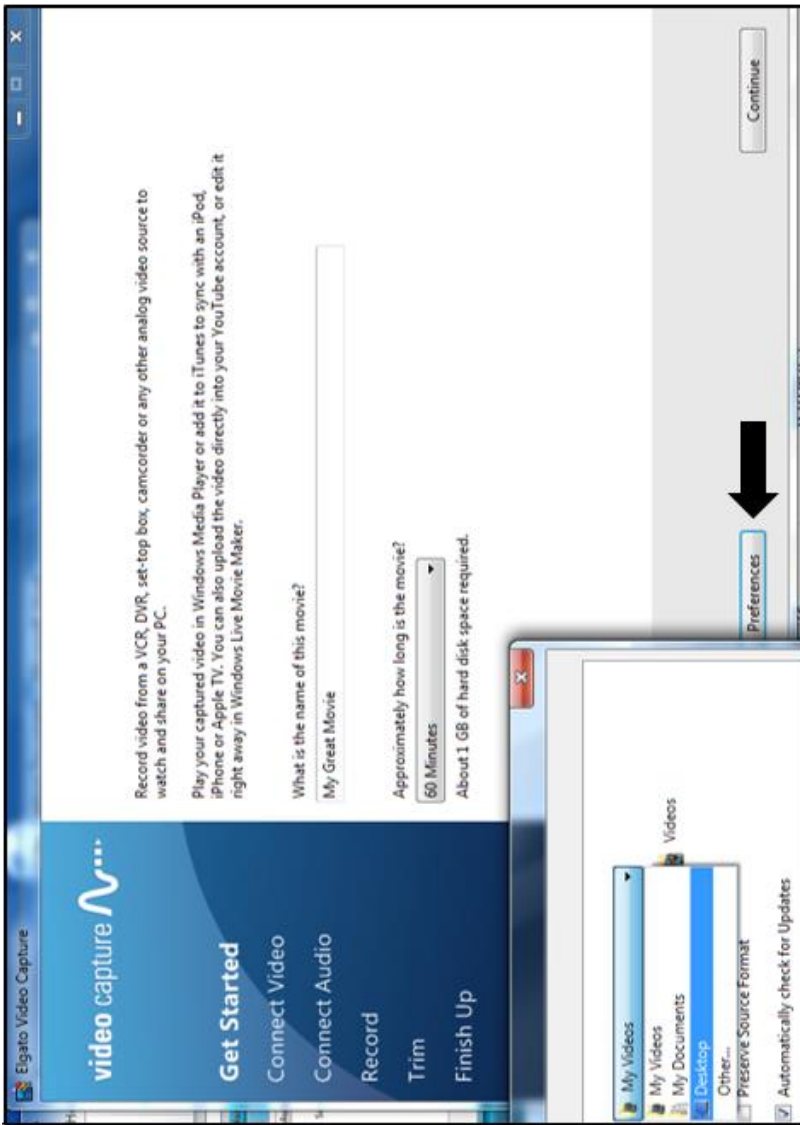 Elgato Video Capture
video capture
Get Started
Connect Video
Connect Audio
Record
Trim
Finish Up
Record video from a VCR, DVR, set-top box, camcorder or any other analog video source to
watch and share on your PC.
Play your captured video in Windows Media Player or add it to iTunes to sync with an iPod,
iPhone or Apple TV. You can also upload the video directly into your YouTube account, or edit it
right away in Windows Live Movie Maker.
What is the name of this movie?
My Great Movie
Approximately how long is the movie?
60 Minutes
About 1 GB of hard disk space required.
Preferences
Continue
My Videos
My Videos
My Documents
Desktop
Other...
Videos
Preserve Source Format
Automatically check for Updates